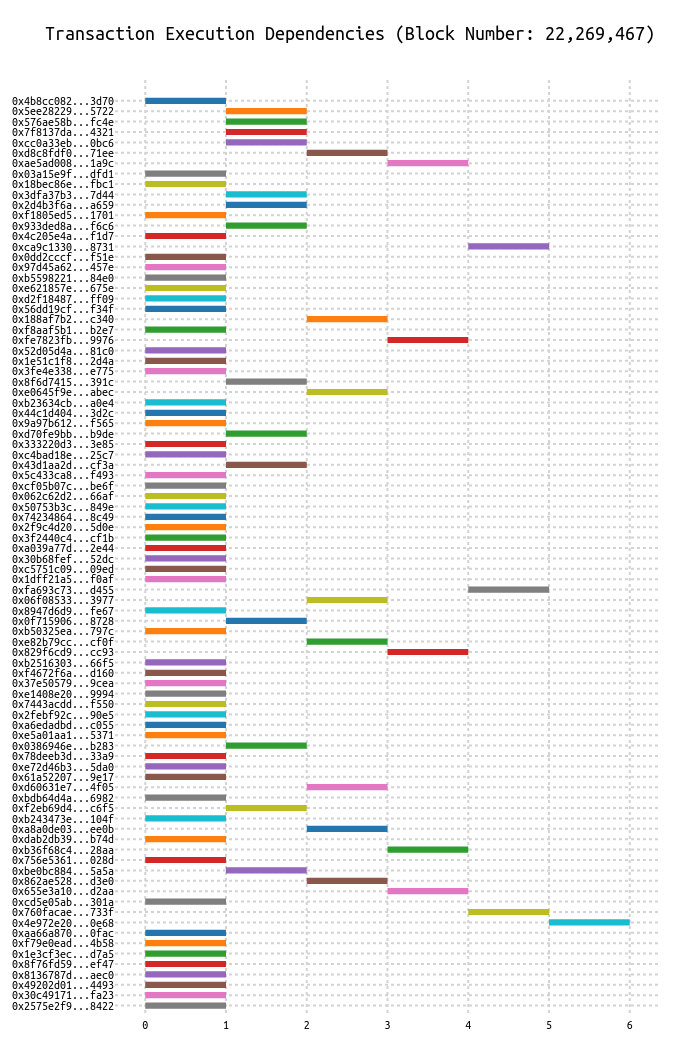 Transaction Execution Dependencies (Block Number: 22,269,467)
0x4b8cc082...3d70
0x5ee28229...5722
0x576ae58b...fc4e
0x7f8137da...4321
0xcc0a33eb...0bc6
0xd8c8fdf0...71ee
0xae5ad008...1a9c
0x03a15e9f...dfd1
0x18bec86e...fbc1
0x3dfa37b3...7d44
0x2d4b3f6a...a659
0xf1805ed5...1701
0x933ded8a...f6c6
0x4c205e4a...f1d7
0xca9c1330...8731
0x0dd2cccf...f51e
0x97d45a62...457e
0xb5598221...84e0
0xe621857e...675e
0xd2f18487...ff09
0x56dd19cf...f34f
0x188af7b2...c340
0xf8aaf5b1...b2e7
0xfe7823fb...9976
0x52d05d4a...81c0
0x1e51c1f8...2d4a
0x3fe4e338...e775
0x8f6d7415...391c
0xe0645f9e...abec
0xb23634cb...a0e4
0x44c1d404...3d2c
0x9a97b612...f565
0xd70fe9bb...b9de
0x333220d3...3e85
0xc4bad18e...25c7
0x43d1aa2d...cf3a
0x5c433ca8...f493
0xcf05b07c...be6f
0x062c62d2...66af
0x50753b3c...849e
0x74234864...8c49
0x2f9c4d20...5d0e
0x3f2440c4...cf1b
0xa039a77d...2e44
0x30b68fef...52dc
0xc5751c09...09ed
0x1dff21a5...f0af
0xfa693c73...d455
0x06f08533...3977
0x8947d6d9...fe67
0x0f715906...8728
0xb50325ea...797c
0xe82b79cc...cf0f
0x829f6cd9...cc93
0xb2516303...66f5
0xf4672f6a...d160
0x37e50579...9cea
0xe1408e20...9994
0x7443acdd...f550
0x2febf92c...90e5
0xa6edadbd...c055
0xe5a01aa1...5371
0x0386946e...b283
0x78deeb3d...33a9
0xe72d46b3...5da0
0x61a52207...9e17
0xd60631e7...4f05
0xbdb64d4a...6982
0xf2eb69d4...c6f5
0xb243473e...104f
0xa8a0de03...ee0b
0xdab2db39...b74d
0xb36f68c4...28aa
0x756e5361...028d
0xbe0bc884...5a5a
0x862ae528...d3e0
0x655e3a10...d2aa
0xcd5e05ab...301a
0x760facae...733f
0x4e972e20...0e68
0xaa66a870...0fac
0xf79e0ead...4b58
0x1e3cf3ec...d7a5
0x8f76fd59...ef47
0x8136787d...aec0
0x49202d01...4493
0x30c49171...fa23
0x2575e2f9...8422
0 1 2 3 4 5 6